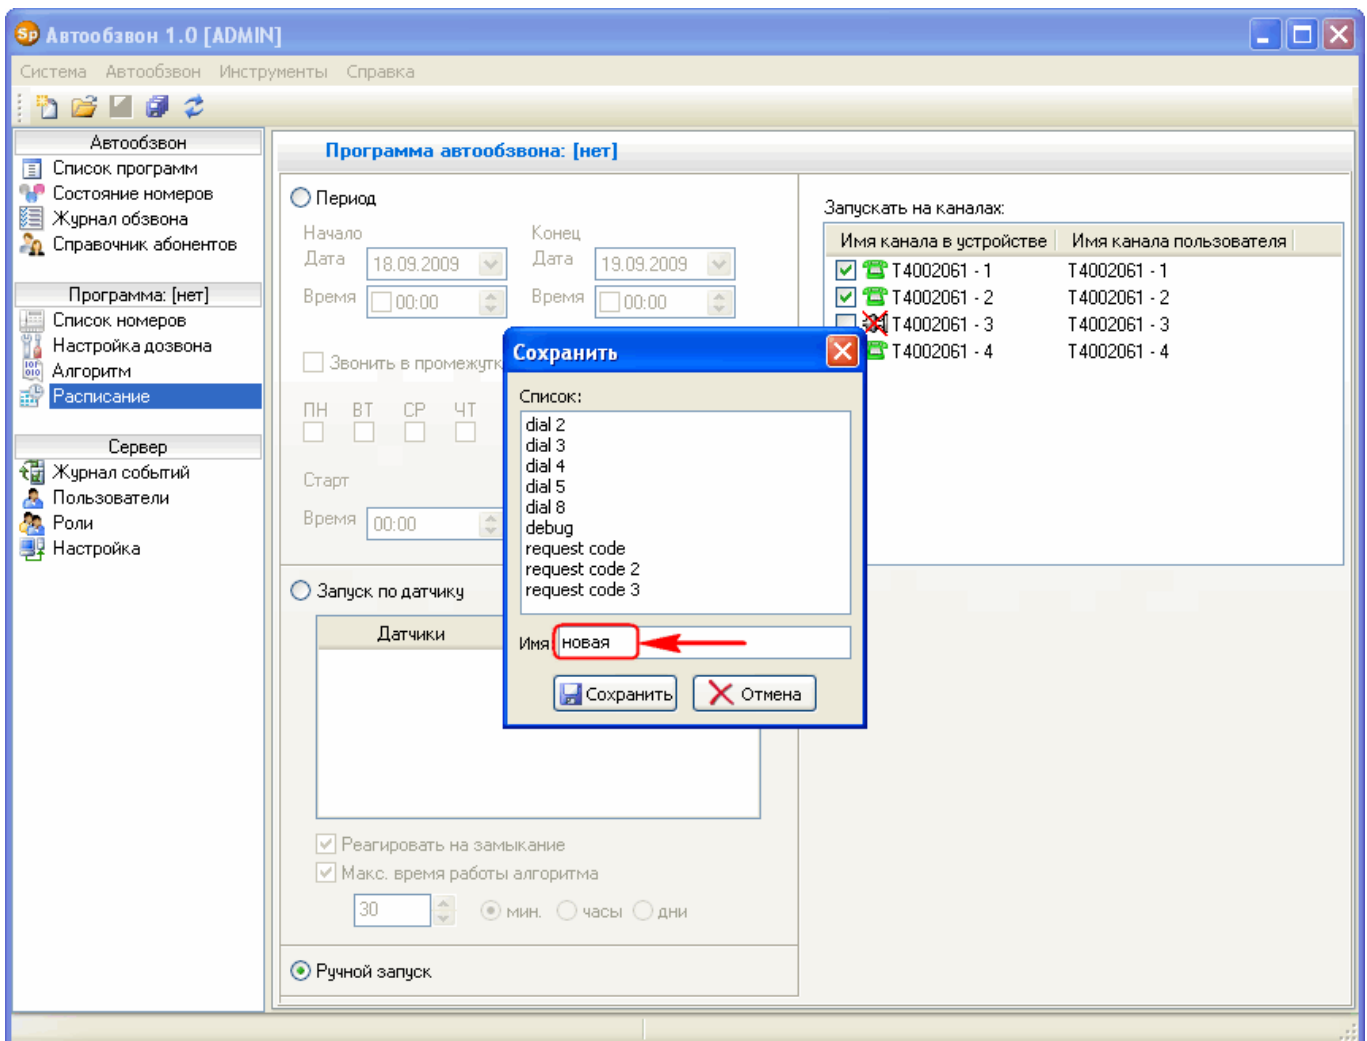 Автообзвон 1.0 [ADMIN]
Система Автообзвон Инструменты Справка
Автообзвон
Список программ
Состояние номеров
Журнал обзвона
Справочник абонентов
Программа: [нет]
Список номеров
Настройка дозвона
Алгоритм
Расписание
Сервер
Журнал событий
Пользователи
Роли
Настройка
Программа автообзвона: [нет]
Период
Начало Конец
Дата 18.09.2009 Дата 19.09.2009
Время 00:00 Время 00:00
Звонить в промежутк
ПН ВТ СР ЧТ
Старт
Время 00:00
Запуск по датчику
Датчики
Реагировать на замыкание
Макс. время работы алгоритма
30 мин. часы дни
Ручной запуск
Запускать на каналах:
Имя канала в устройстве Имя канала пользователя
T4002061 - 1 T4002061 - 1
T4002061 - 2 T4002061 - 2
T4002061 - 3 T4002061 - 3
T4002061 - 4 T4002061 - 4
Сохранить
Список:
dial 2
dial 3
dial 4
dial 5
dial 8
debug
request code
request code 2
request code 3
Имя: новая
Сохранить Отмена